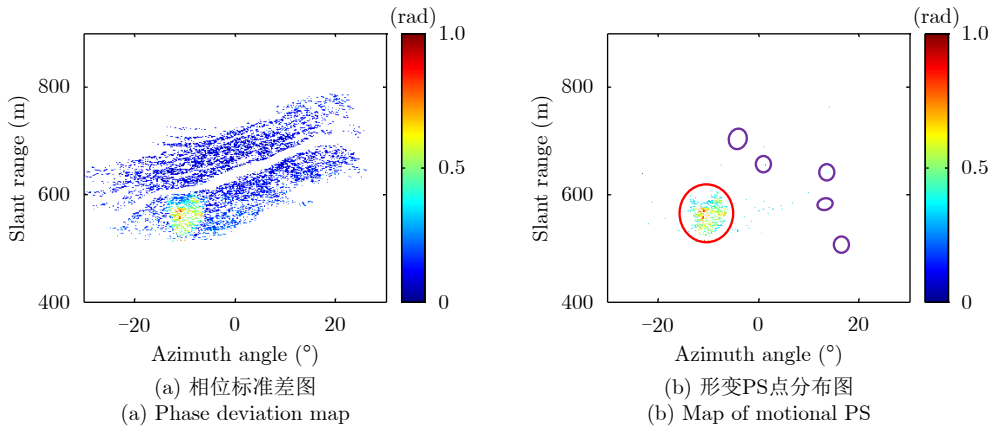 (rad)
1.0
800
600
400
Slant range (m)
0.5
0
−20
0
20
Azimuth angle (°)
(a) 相位标准差图
(a) Phase deviation map
(rad)
1.0
800
600
400
Slant range (m)
0.5
0
−20
0
20
Azimuth angle (°)
(b) 形变PS点分布图
(b) Map of motional PS